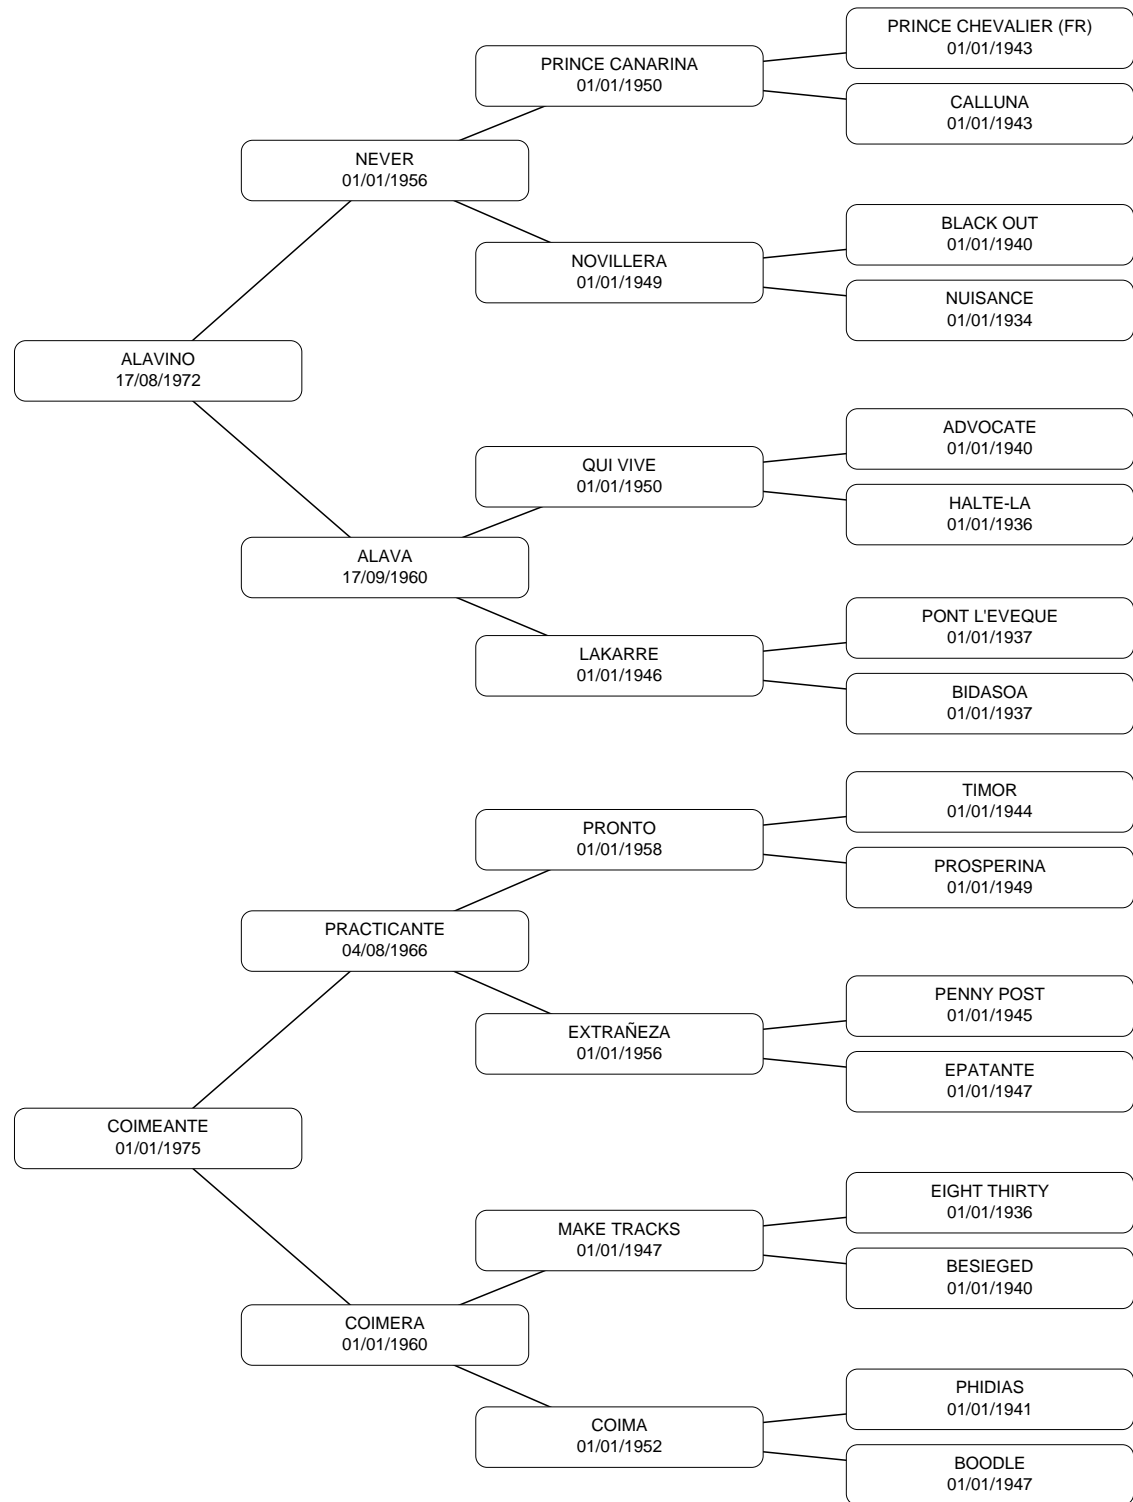 PRINCE CHEVALIER (FR)
01/01/1943
PRINCE CANARINA
01/01/1950
CALLUNA
01/01/1943
NEVER
01/01/1956
BLACK OUT
01/01/1940
NOVILLERA
01/01/1949
NUISANCE
01/01/1934
ALAVINO
17/08/1972
ADVOCATE
01/01/1940
QUI VIVE
01/01/1950
HALTE-LA
01/01/1936
ALAVA
17/09/1960
PONT L'EVEQUE
01/01/1937
LAKARRE
01/01/1946
BIDASOA
01/01/1937
TIMOR
01/01/1944
PRONTO
01/01/1958
PROSPERINA
01/01/1949
PRACTICANTE
04/08/1966
PENNY POST
01/01/1945
EXTRAÑEZA
01/01/1956
EPATANTE
01/01/1947
COIMEANTE
01/01/1975
EIGHT THIRTY
01/01/1936
MAKE TRACKS
01/01/1947
BESIEGED
01/01/1940
COIMERA
01/01/1960
PHIDIAS
01/01/1941
COIMA
01/01/1952
BOODLE
01/01/1947